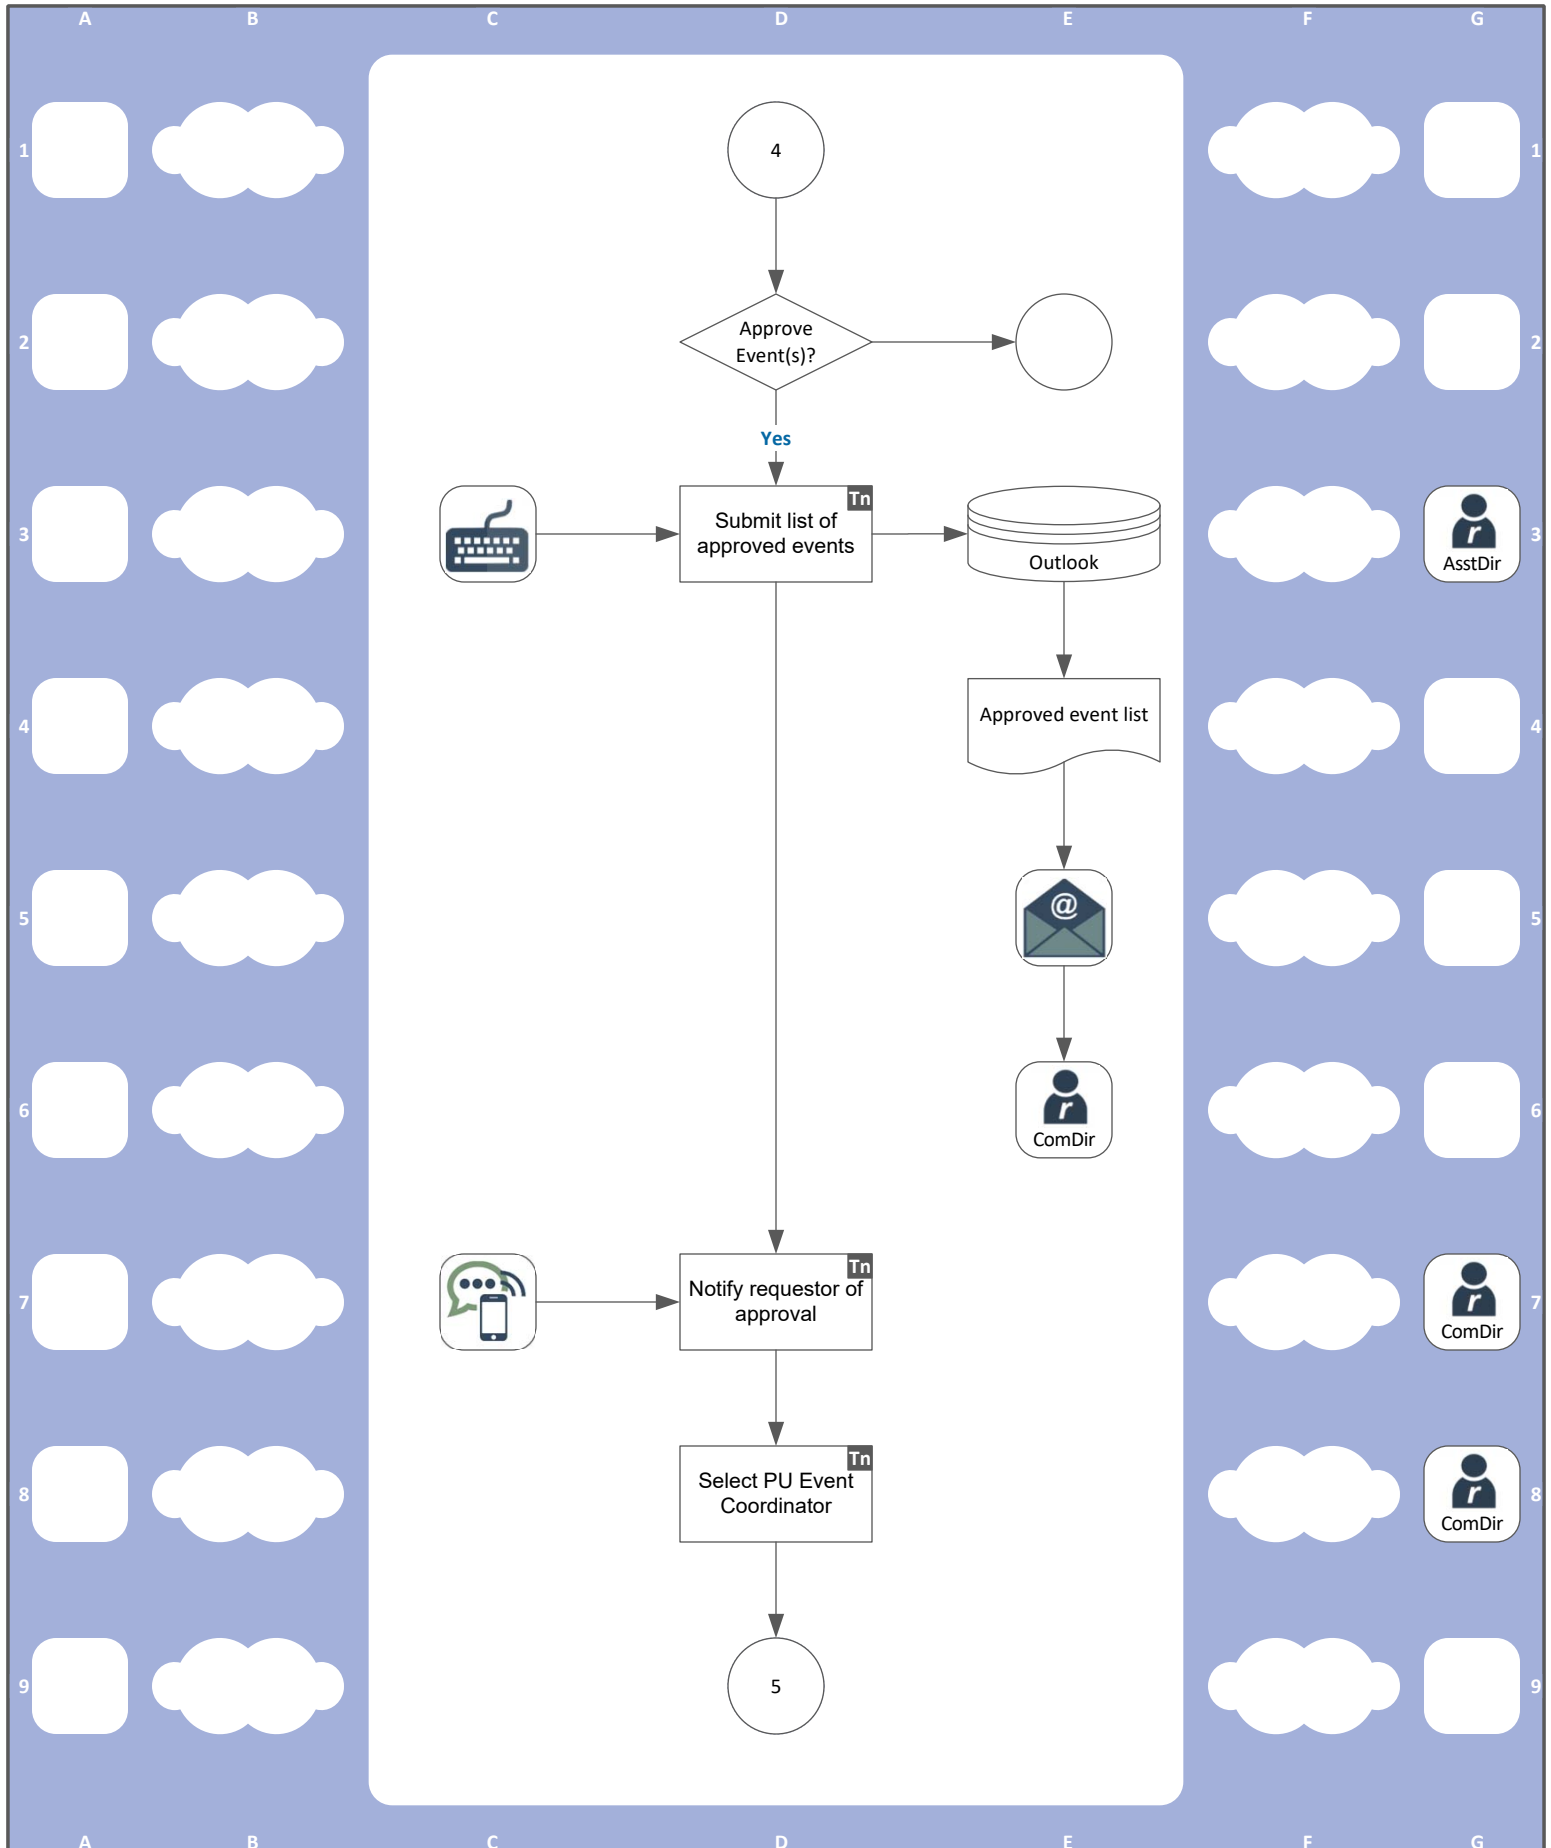 A B C D E F G
1 4 1
2 Approve 2
Event(s)?
Yes
Tn
3 Submit list of 3
approved events
Outlook
r
AsstDir
4 Approved event list 4
@
5 5
r
6 6
ComDir
Tn
7 Notify requestor of 7
approval
r
ComDir
Tn
8 Select PU Event 8
Coordinator
r
ComDir
9 5 9
A B C D E F G